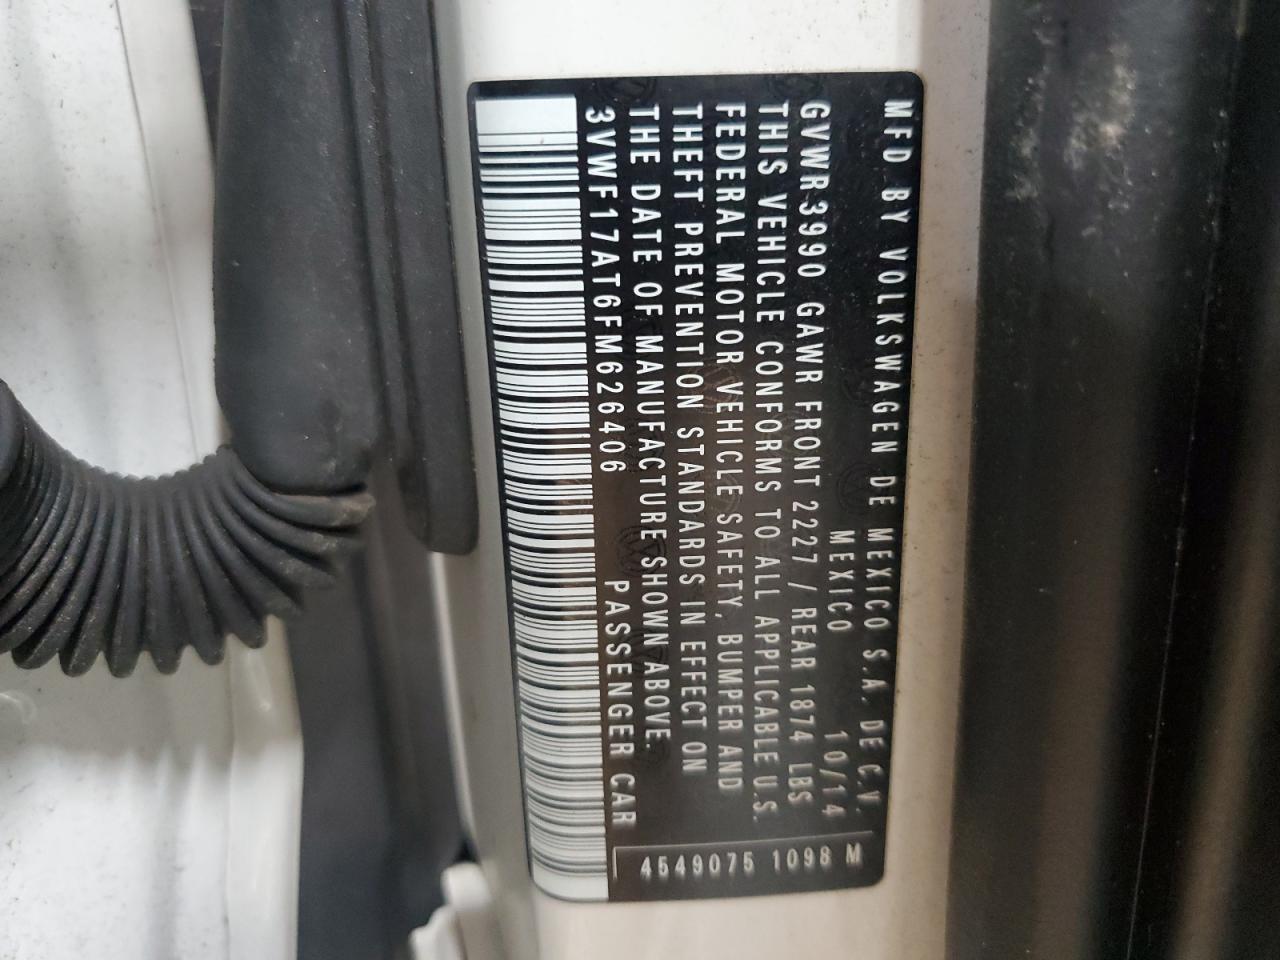 MFD BY VOLKSWAGEN DE MEXICO S.A. DE C.V.
MEXICO 10/14
GVWR 3990 GAWR FRONT 2227 / REAR 1874 LBS
THIS VEHICLE CONFORMS TO ALL APPLICABLE U.S.
FEDERAL MOTOR VEHICLE SAFETY, BUMPER AND
THEFT PREVENTION STANDARDS IN EFFECT ON
THE DATE OF MANUFACTURE SHOWN ABOVE.
3VWF17AT6FM626406 PASSENGER CAR
4549075 1098 M